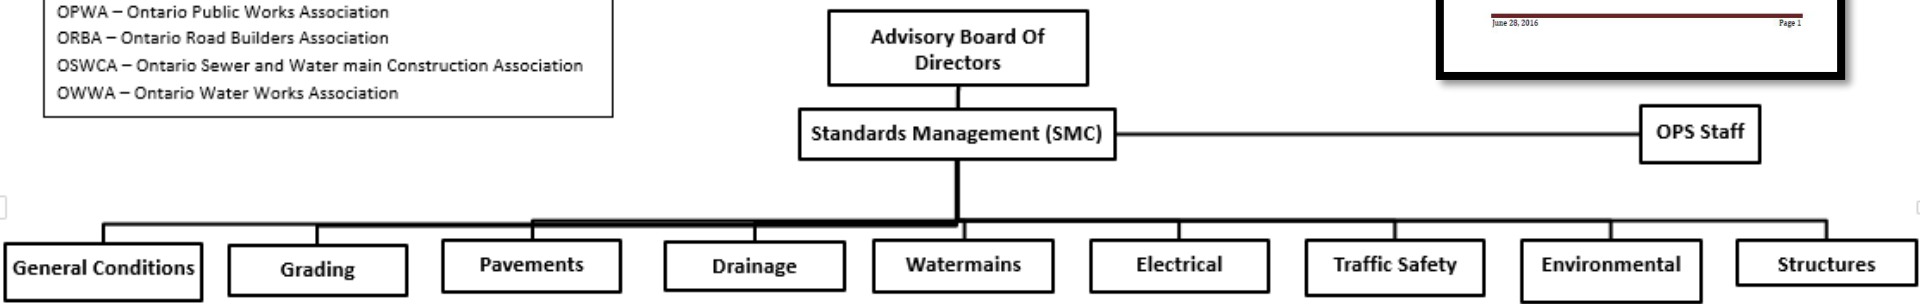 OPWA – Ontario Public Works Association
ORBA – Ontario Road Builders Association
OSWCA – Ontario Sewer and Water main Construction Association
OWWA – Ontario Water Works Association
June 28, 2016
Page 1
Advisory Board Of
Directors
Standards Management (SMC)
OPS Staff
General Conditions
Grading
Pavements
Drainage
Watermains
Electrical
Traffic Safety
Environmental
Structures